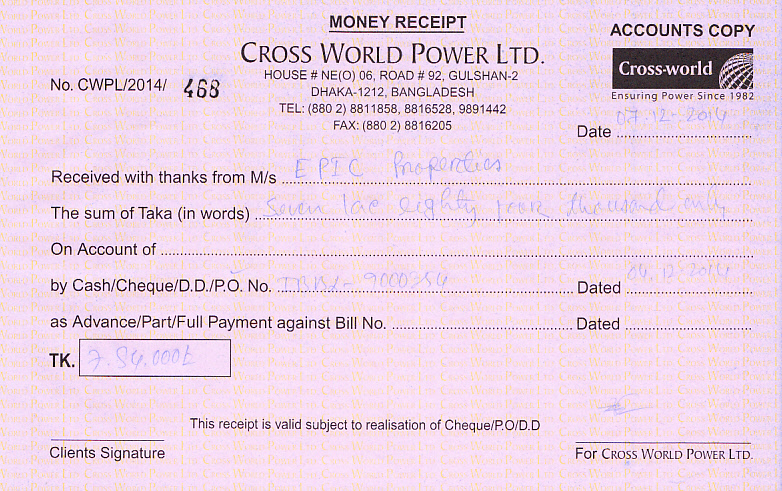 MONEY RECEIPT
ACCOUNTS COPY
CROSS WORLD POWER LTD.
Cross-world
Ensuring Power Since 1982
No. CWPL/2014/ 468
HOUSE # NE(O) 06, ROAD # 92, GULSHAN-2
DHAKA-1212, BANGLADESH
TEL: (880 2) 8811858, 8816528, 9891442
FAX: (880 2) 8816205
Date 07.12.2014
Received with thanks from M/s EPIC Properties
The sum of Taka (in words) Seven lac eighty four thousand only
On Account of
by Cash/Cheque/D.D./P.O. No. IBBL- 9000354 Dated 04.12.2014
as Advance/Part/Full Payment against Bill No. Dated
TK. 7.84.000/
This receipt is valid subject to realisation of Cheque/P.O/D.D
Clients Signature
For CROSS WORLD POWER LTD.